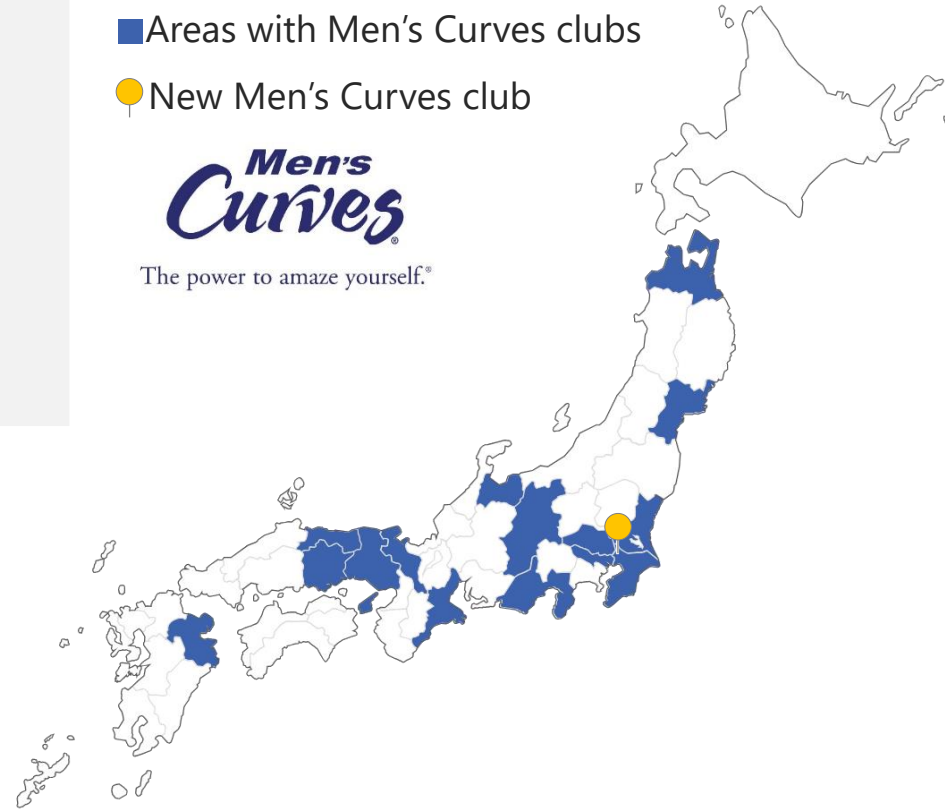 Areas with Men’s Curves clubs
New Men’s Curves club
Men's
Curves®
The power to amaze yourself.®